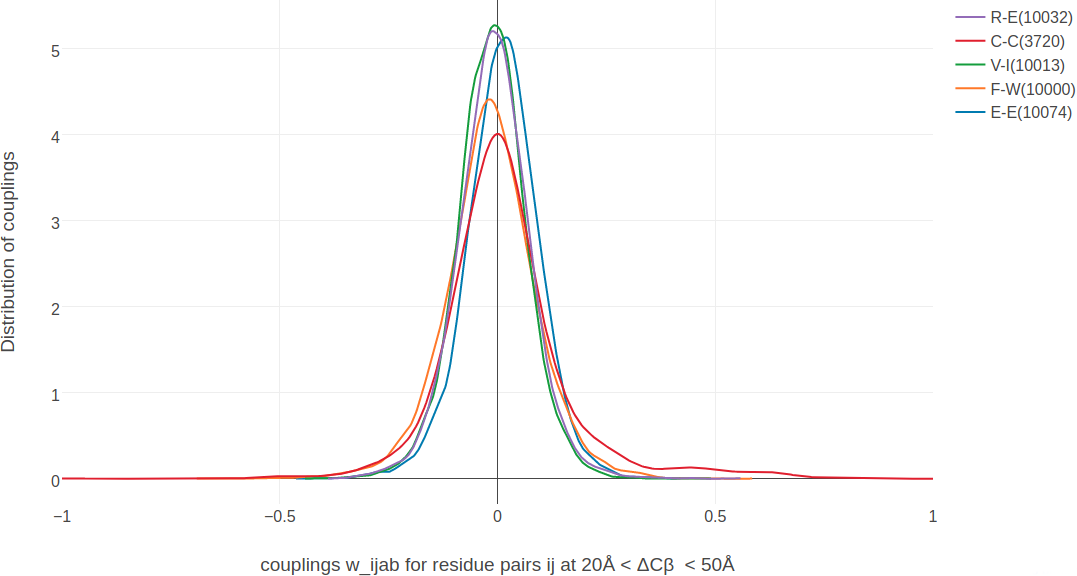 R-E(10032)
C-C(3720)
V-I(10013)
F-W(10000)
E-E(10074)
Distribution of couplings
5
4
3
2
1
0
−1
−0.5
0
0.5
1
couplings w_ijab for residue pairs ij at 20Å < ΔCβ < 50Å